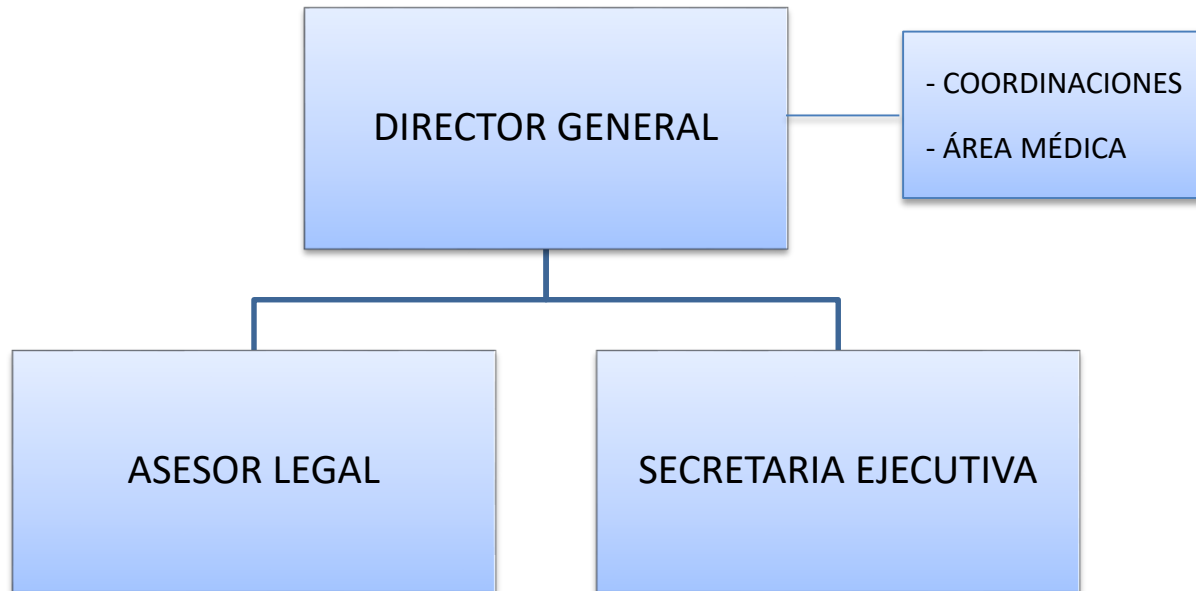 DIRECTOR GENERAL
- COORDINACIONES
- ÁREA MÉDICA
ASESOR LEGAL
SECRETARIA EJECUTIVA